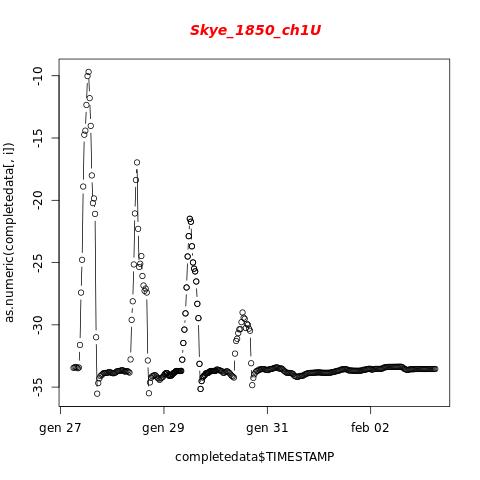 Skye_1850_ch1U
as.numeric(completedata[, i])
-10
-15
-20
-25
-30
-35
gen 27
gen 29
gen 31
feb 02
completedata$TIMESTAMP